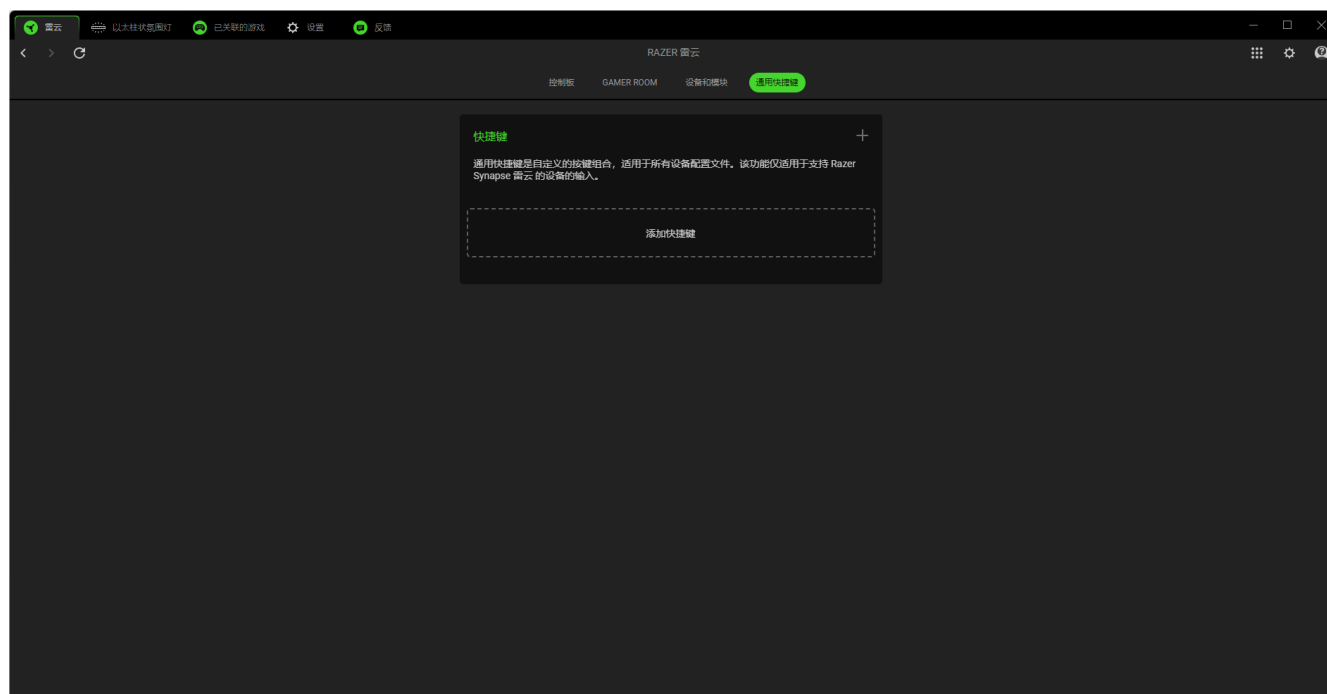 雷云 以太柱状氛围灯 已关联的游戏 设置 反馈
RAZER 雷云
控制板 GAMER ROOM 设备和模块 通用快捷键
快捷键
通用快捷键是自定义的按键组合，适用于所有设备配置文件。该功能仅适用于支持 Razer
Synapse 雷云 的设备的输入。
添加快捷键